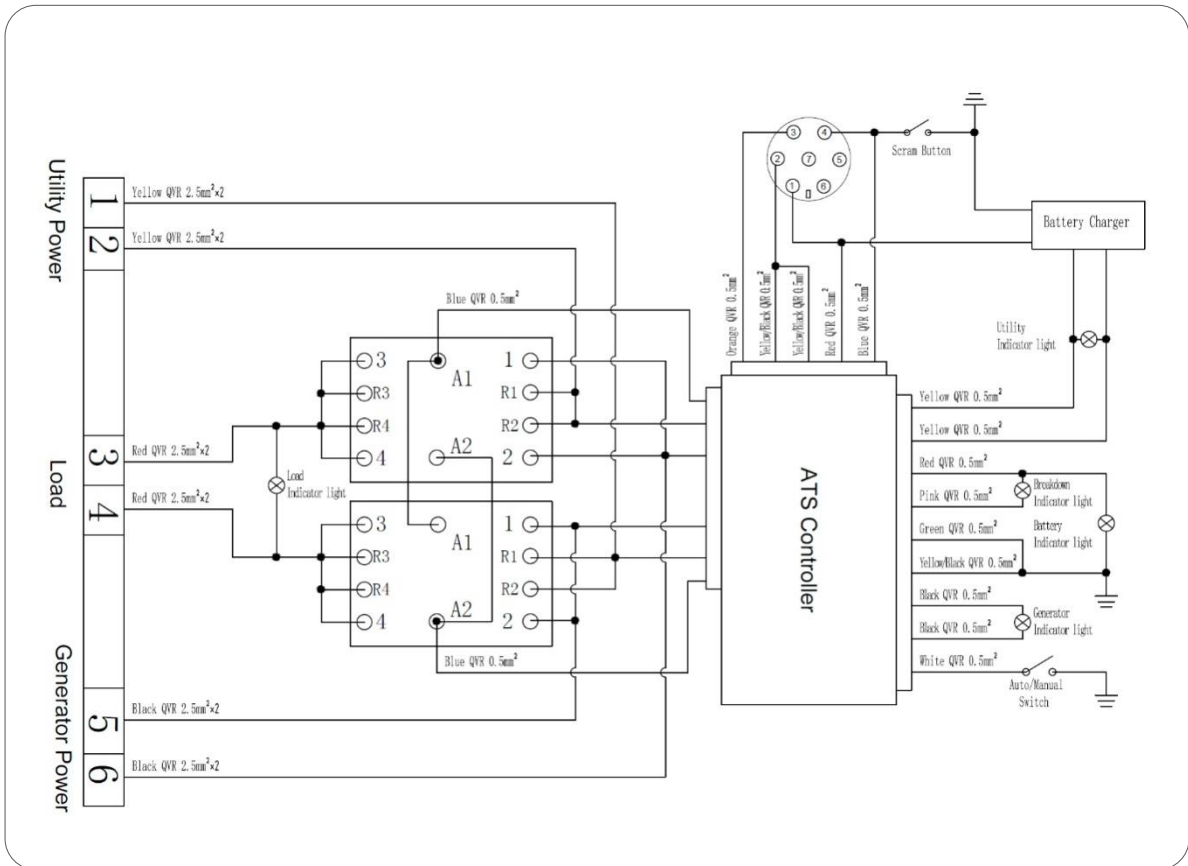 Scram Button
3
4
2
7
5
1
6
Battery Charger
Orange QVR 0.5mm²
Yellow/Black QVR 0.5mm²
Yellow/Black QVR 0.5mm²
Red QVR 0.5mm²
Blue QVR 0.5mm²
Utility
Indicator light
Utility Power
1
Yellow QVR 2.5mm²×2
2
Yellow QVR 2.5mm²×2
Load
3
Red QVR 2.5mm²×2
4
Red QVR 2.5mm²×2
Generator Power
5
Black QVR 2.5mm²×2
6
Black QVR 2.5mm²×2
Load
Indicator light
Blue QVR 0.5mm²
3
A1
1
R3
R1
R4
A2
R2
4
2
3
A1
1
R3
R1
R4
A2
R2
4
2
Blue QVR 0.5mm²
ATS Controller
Yellow QVR 0.5mm²
Yellow QVR 0.5mm²
Red QVR 0.5mm²
Breakdown
Indicator light
Pink QVR 0.5mm²
Green QVR 0.5mm²
Battery
Indicator light
Yellow/Black QVR 0.5mm²
Black QVR 0.5mm²
Generator
Indicator light
Black QVR 0.5mm²
White QVR 0.5mm²
Auto/Manual
Switch